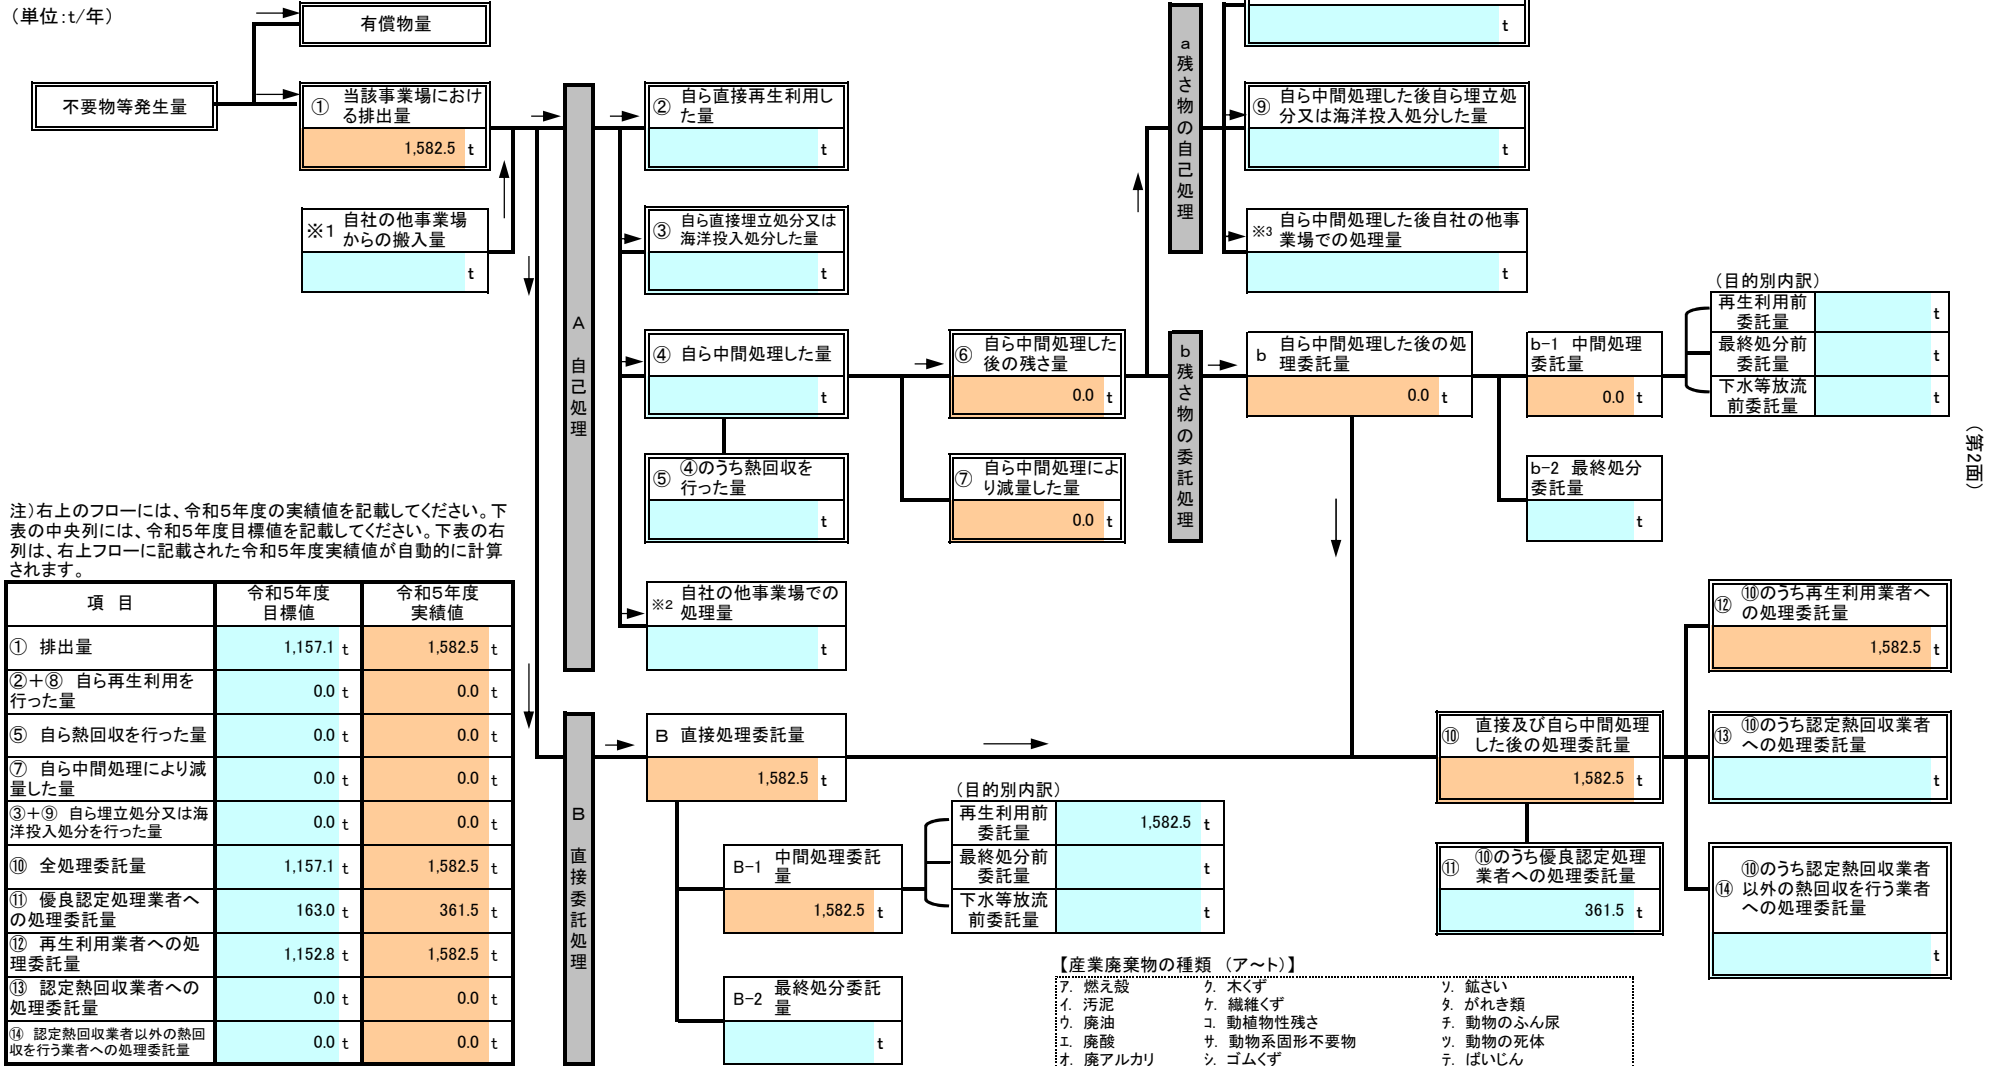 (単位:t/年)
有償物量
不要物等発生量
① 当該事業場におけ
る排出量
1,582.5 t
※1 自社の他事業場
からの搬入量
t
A 自己処理
② 自ら直接再生利用し
た量
t
③ 自ら直接埋立処分又は
海洋投入処分した量
t
④ 自ら中間処理した量
t
⑤ ④のうち熱回収を
行った量
t
※2 自社の他事業場での
処理量
t
⑥ 自ら中間処理した
後の残さ量
0.0 t
⑦ 自ら中間処理によ
り減量した量
0.0 t
a 残さ物の自己処理
t
⑨ 自ら中間処理した後自ら埋立処
分又は海洋投入処分した量
t
※3 自ら中間処理した後自社の他事
業場での処理量
t
b 残さ物の委託処理
b 自ら中間処理した後の処
理委託量
0.0 t
b-1 中間処理
委託量
0.0 t
b-2 最終処分
委託量
t
(目的別内訳)
再生利用前
委託量
t
最終処分前
委託量
t
下水等放流
前委託量
t
(第2面)
注)右上のフローには、令和5年度の実績値を記載してください。下
表の中央列には、令和5年度目標値を記載してください。下表の右
列は、右上フローに記載された令和5年度実績値が自動的に計算
されます。
項 目 令和5年度 目標値 令和5年度 実績値
① 排出量 1,157.1 t 1,582.5 t
②+⑧ 自ら再生利用を
行った量 0.0 t 0.0 t
⑤ 自ら熱回収を行った量 0.0 t 0.0 t
⑦ 自ら中間処理により減
量した量 0.0 t 0.0 t
③+⑨ 自ら埋立処分又は海
洋投入処分を行った量 0.0 t 0.0 t
⑩ 全処理委託量 1,157.1 t 1,582.5 t
⑪ 優良認定処理業者へ
の処理委託量 163.0 t 361.5 t
⑫ 再生利用業者への処
理委託量 1,152.8 t 1,582.5 t
⑬ 認定熱回収業者への
処理委託量 0.0 t 0.0 t
⑭ 認定熱回収業者以外の熱回
収を行う業者への処理委託量 0.0 t 0.0 t
B 直接委託処理
B 直接処理委託量
1,582.5 t
B-1 中間処理委託
量
1,582.5 t
B-2 最終処分委託
量
t
(目的別内訳)
再生利用前
委託量
1,582.5 t
最終処分前
委託量
t
下水等放流
前委託量
t
⑩ 直接及び自ら中間処理
した後の処理委託量
1,582.5 t
⑪ ⑩のうち優良認定処理
業者への処理委託量
361.5 t
⑫ ⑩のうち再生利用業者へ
の処理委託量
1,582.5 t
⑬ ⑩のうち認定熱回収業者
への処理委託量
t
⑭ ⑩のうち認定熱回収業者
以外の熱回収を行う業者
への処理委託量
t
【産業廃棄物の種類 (ア~ト)】
ア. 燃え殻 ク. 木くず ソ. 鉱さい
イ. 汚泥 ケ. 繊維くず タ. がれき類
ウ. 廃油 コ. 動植物性残さ チ. 動物のふん尿
エ. 廃酸 サ. 動物系固形不要物 ツ. 動物の死体
オ. 廃アルカリ シ. ゴムくず テ. ばいじん